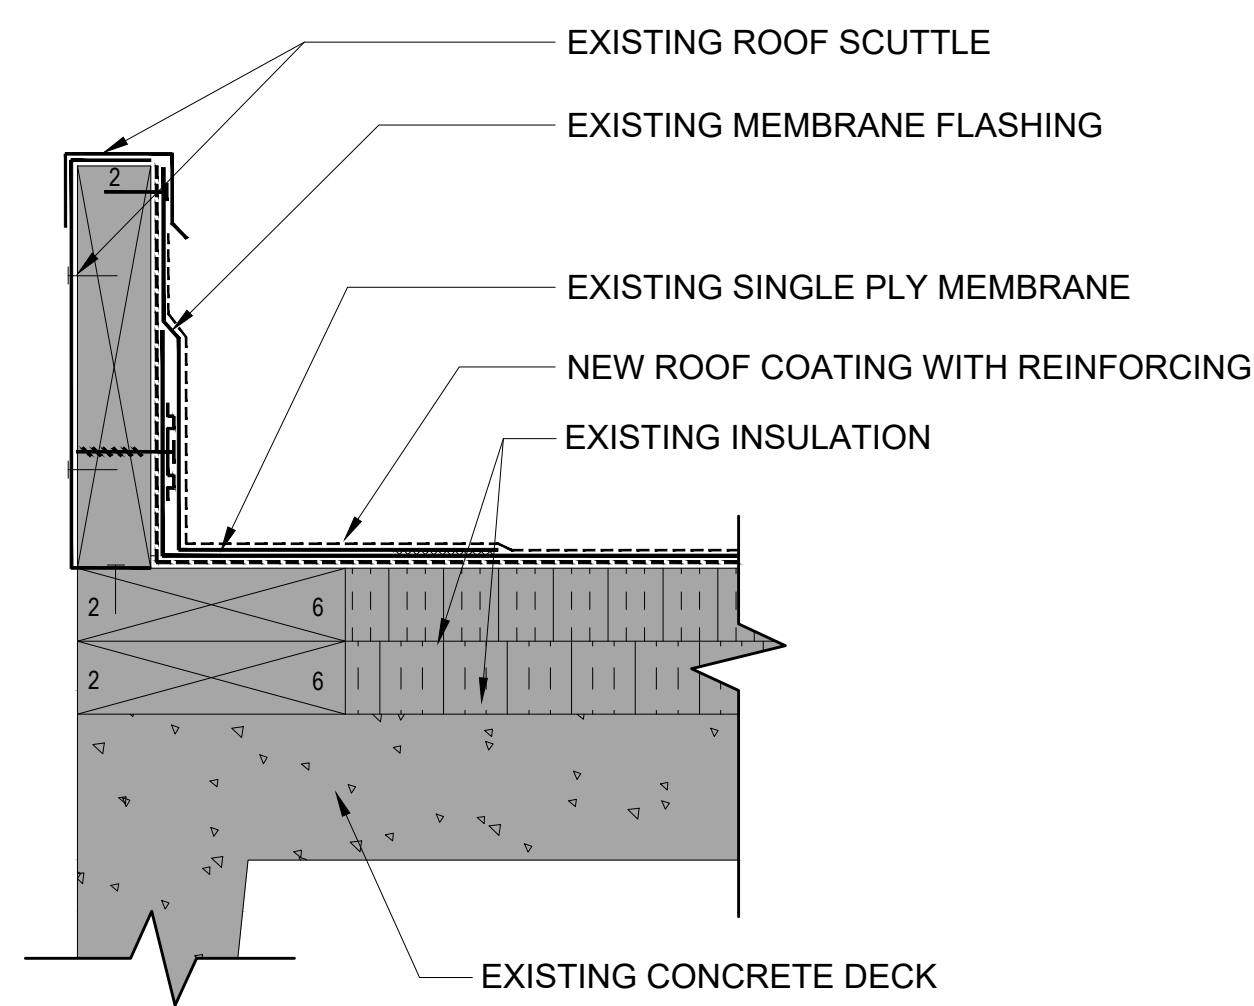 EXISTING ROOF SCUTTLE
EXISTING MEMBRANE FLASHING
2
EXISTING SINGLE PLY MEMBRANE
NEW ROOF COATING WITH REINFORCING
EXISTING INSULATION
2 6
2 6
EXISTING CONCRETE DECK